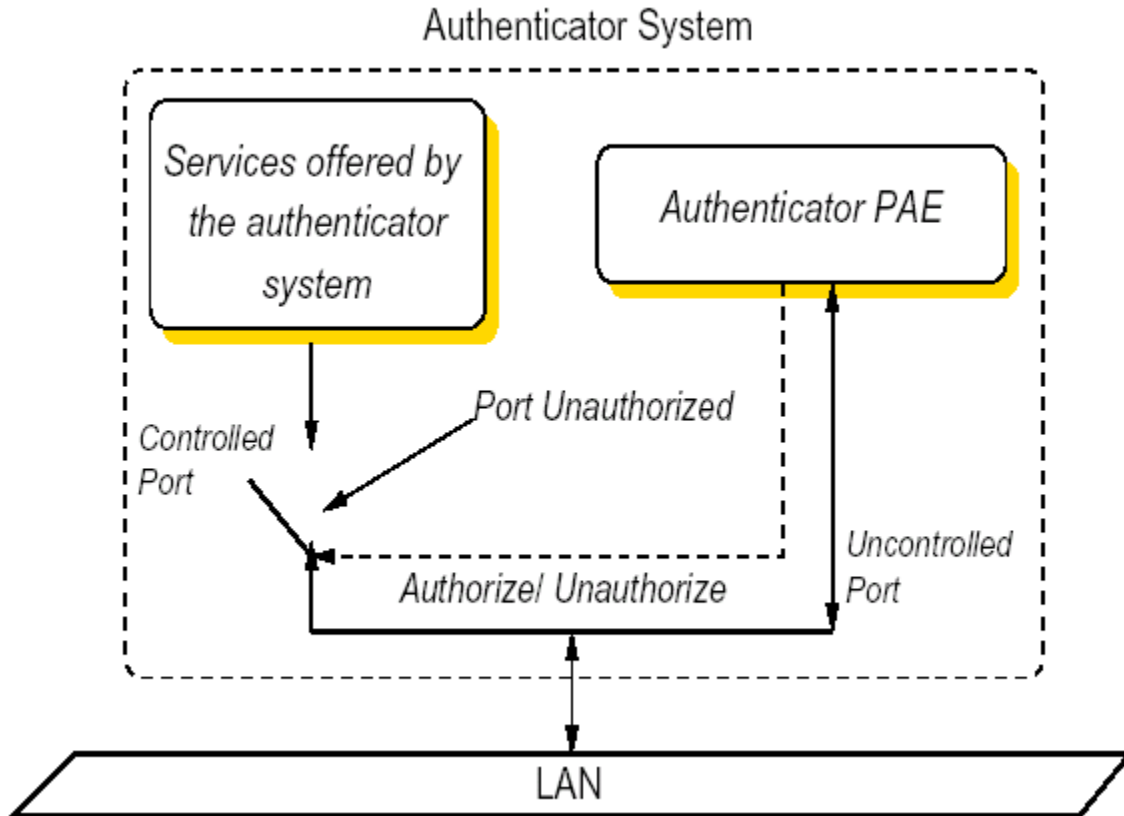 Authenticator System
Services offered by
the authenticator
system
Authenticator PAE
Port Unauthorized
Controlled
Port
Uncontrolled
Port
Authorize/ Unauthorize
LAN